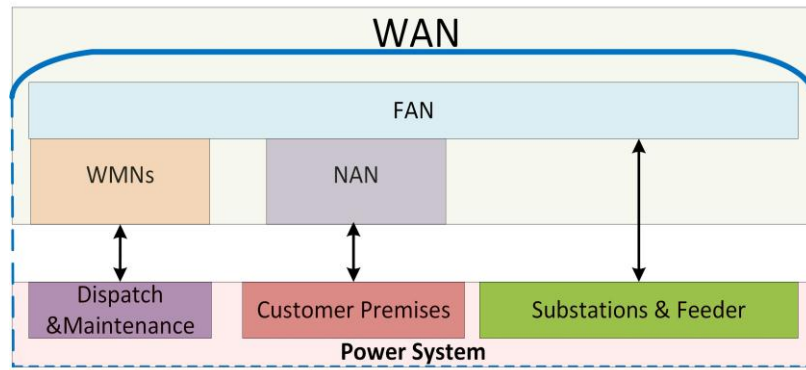 WAN
FAN
WMNs
NAN
Dispatch
&Maintenance
Customer Premises
Substations & Feeder
Power System